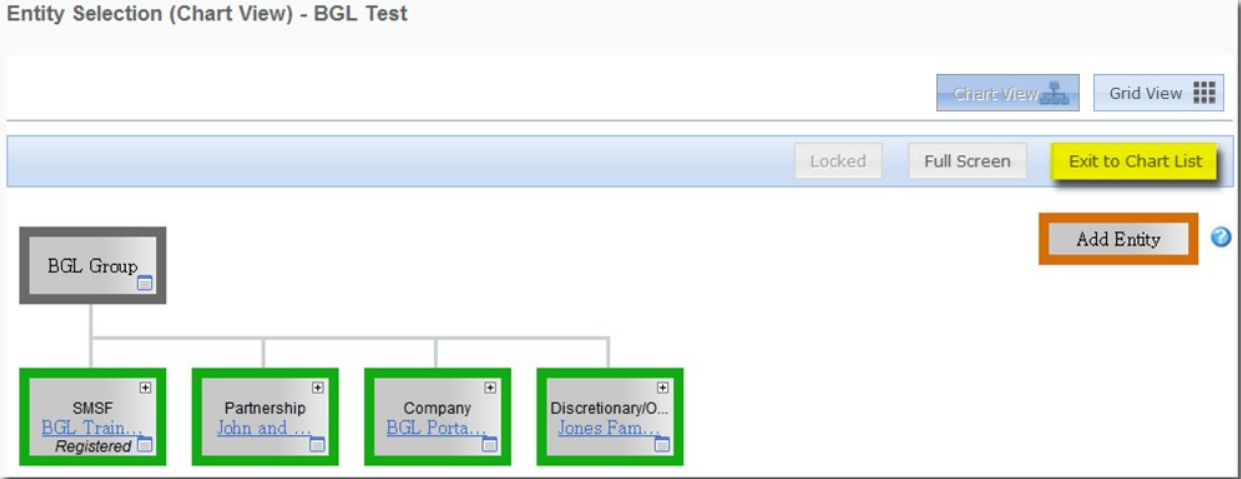 Entity Selection (Chart View) - BGL Test
Chart View
Grid View
Locked
Full Screen
Exit to Chart List
Add Entity
BGL Group
SMSF
BGL Train...
Registered
Partnership
John and ...
Company
BGL Porta...
Discretionary/O...
Jones Fam...